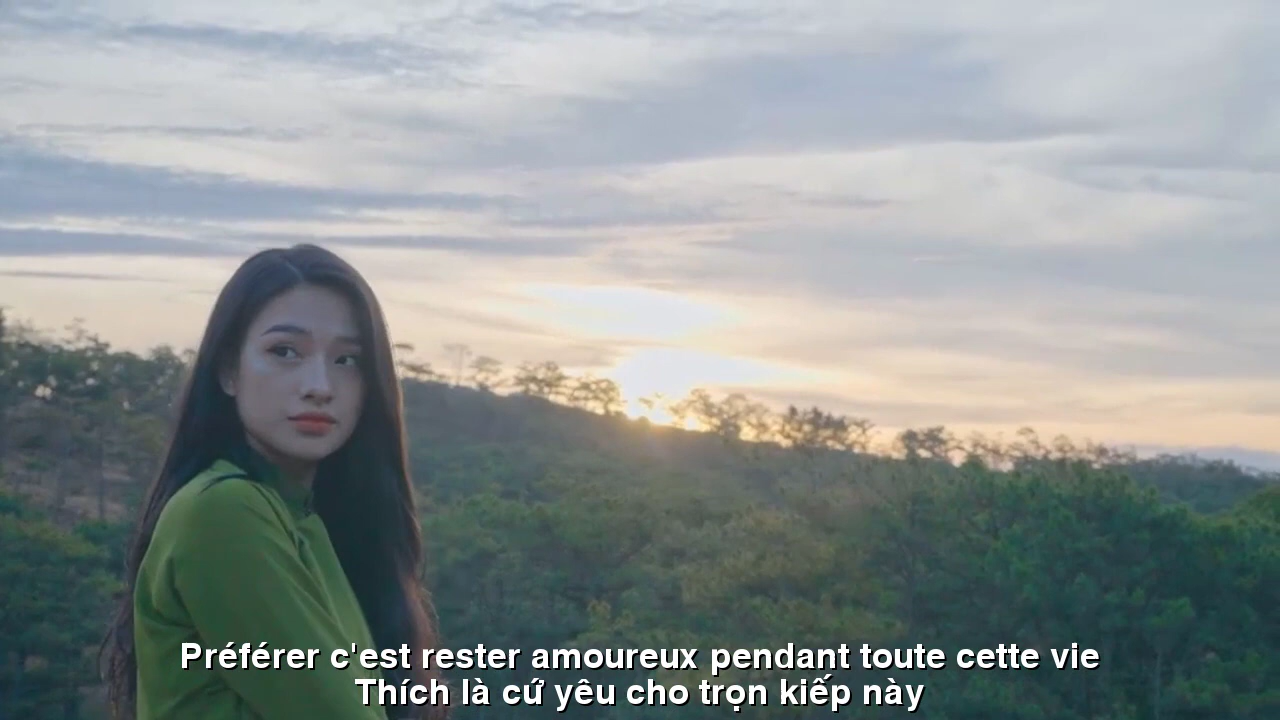 Préférer c'est rester amoureux pendant toute cette vie
Thích là cứ yêu cho trọn kiếp này